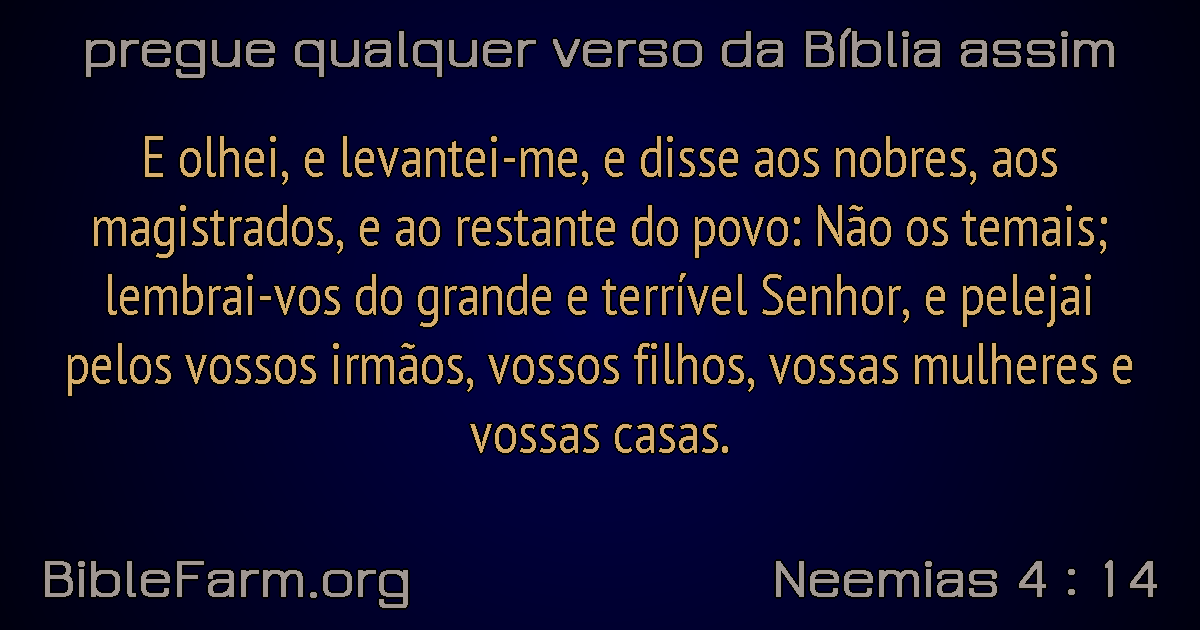 pregue qualquer verso da Bíblia assim
E olhei, e levantei-me, e disse aos nobres, aos
magistrados, e ao restante do povo: Não os temais;
lembrai-vos do grande e terrível Senhor, e pelejai
pelos vossos irmãos, vossos filhos, vossas mulheres e
vossas casas.
BibleFarm.org
Neemias 4 : 14